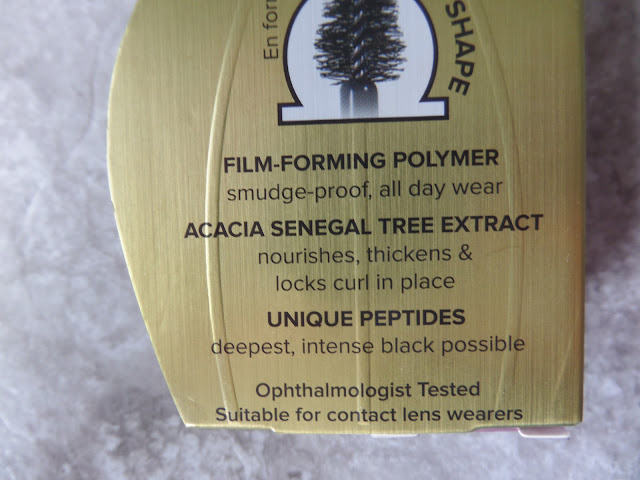 En for
SHAPE
FILM-FORMING POLYMER
smudge-proof, all day wear
ACACIA SENEGAL TREE EXTRACT
nourishes, thickens &
locks curl in place
UNIQUE PEPTIDES
deepest, intense black possible
Ophthalmologist Tested
Suitable for contact lens wearers